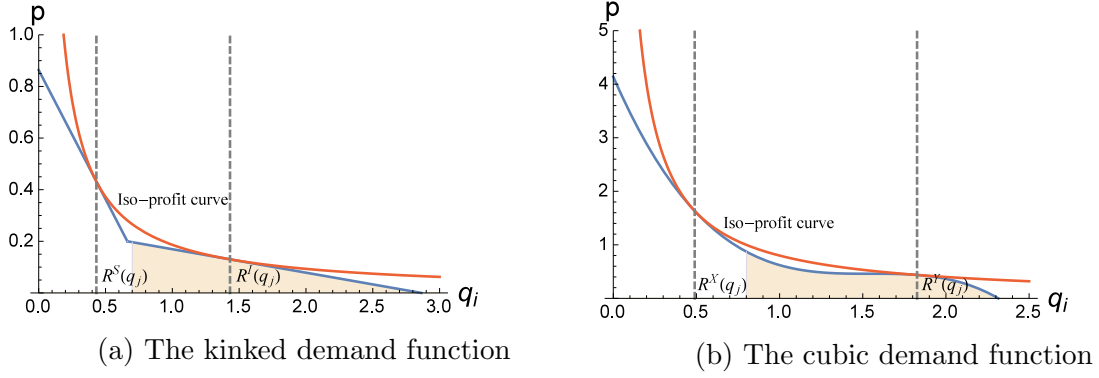 p
1.0
0.8
0.6
0.4
0.2
Iso-profit curve
R^S(q_j)
R^I(q_j)
0.0 0.5 1.0 1.5 2.0 2.5 3.0
q_i
(a) The kinked demand function
p
5
4
3
2
1
0
Iso-profit curve
R^X(q_j)
R^Y(q_j)
0.0 0.5 1.0 1.5 2.0 2.5
q_i
(b) The cubic demand function